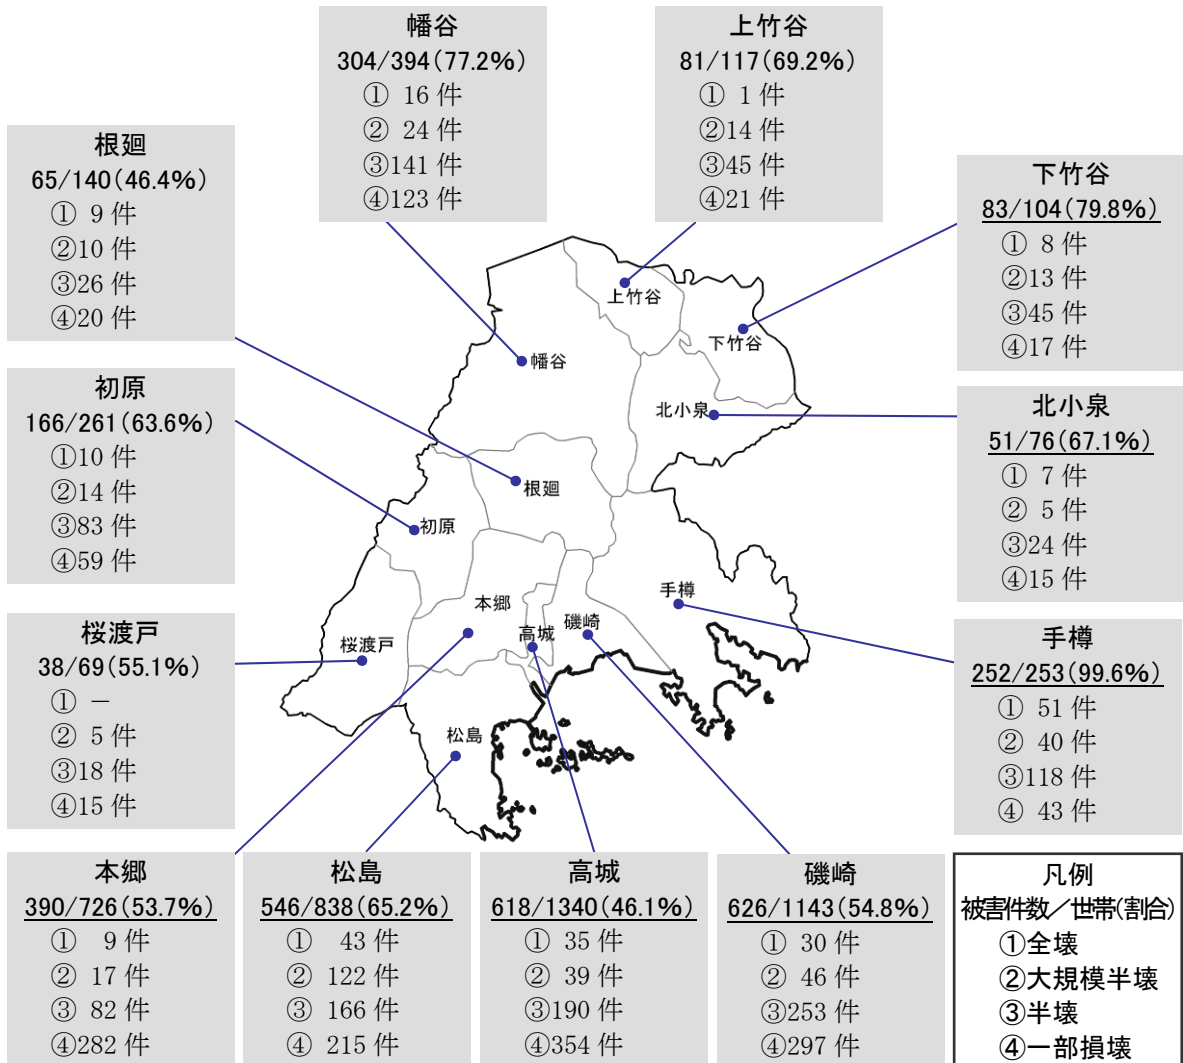 幡谷
304/394(77.2%)
① 16 件
② 24 件
③141 件
④123 件
上竹谷
81/117(69.2%)
① 1 件
②14 件
③45 件
④21 件
根廻
65/140(46.4%)
① 9 件
②10 件
③26 件
④20 件
下竹谷
83/104(79.8%)
① 8 件
②13 件
③45 件
④17 件
初原
166/261(63.6%)
①10 件
②14 件
③83 件
④59 件
北小泉
51/76(67.1%)
① 7 件
② 5 件
③24 件
④15 件
桜渡戸
38/69(55.1%)
① −
② 5 件
③18 件
④15 件
手樽
252/253(99.6%)
① 51 件
② 40 件
③118 件
④ 43 件
上竹谷
下竹谷
幡谷
北小泉
根廻
初原
手樽
本郷
磯崎
高城
桜渡戸
松島
本郷
390/726(53.7%)
① 9 件
② 17 件
③ 82 件
④282 件
松島
546/838(65.2%)
① 43 件
② 122 件
③ 166 件
④ 215 件
高城
618/1340(46.1%)
① 35 件
② 39 件
③190 件
④354 件
磯崎
626/1143(54.8%)
① 30 件
② 46 件
③253 件
④297 件
凡例
被害件数/世帯(割合)
①全壊
②大規模半壊
③半壊
④一部損壊